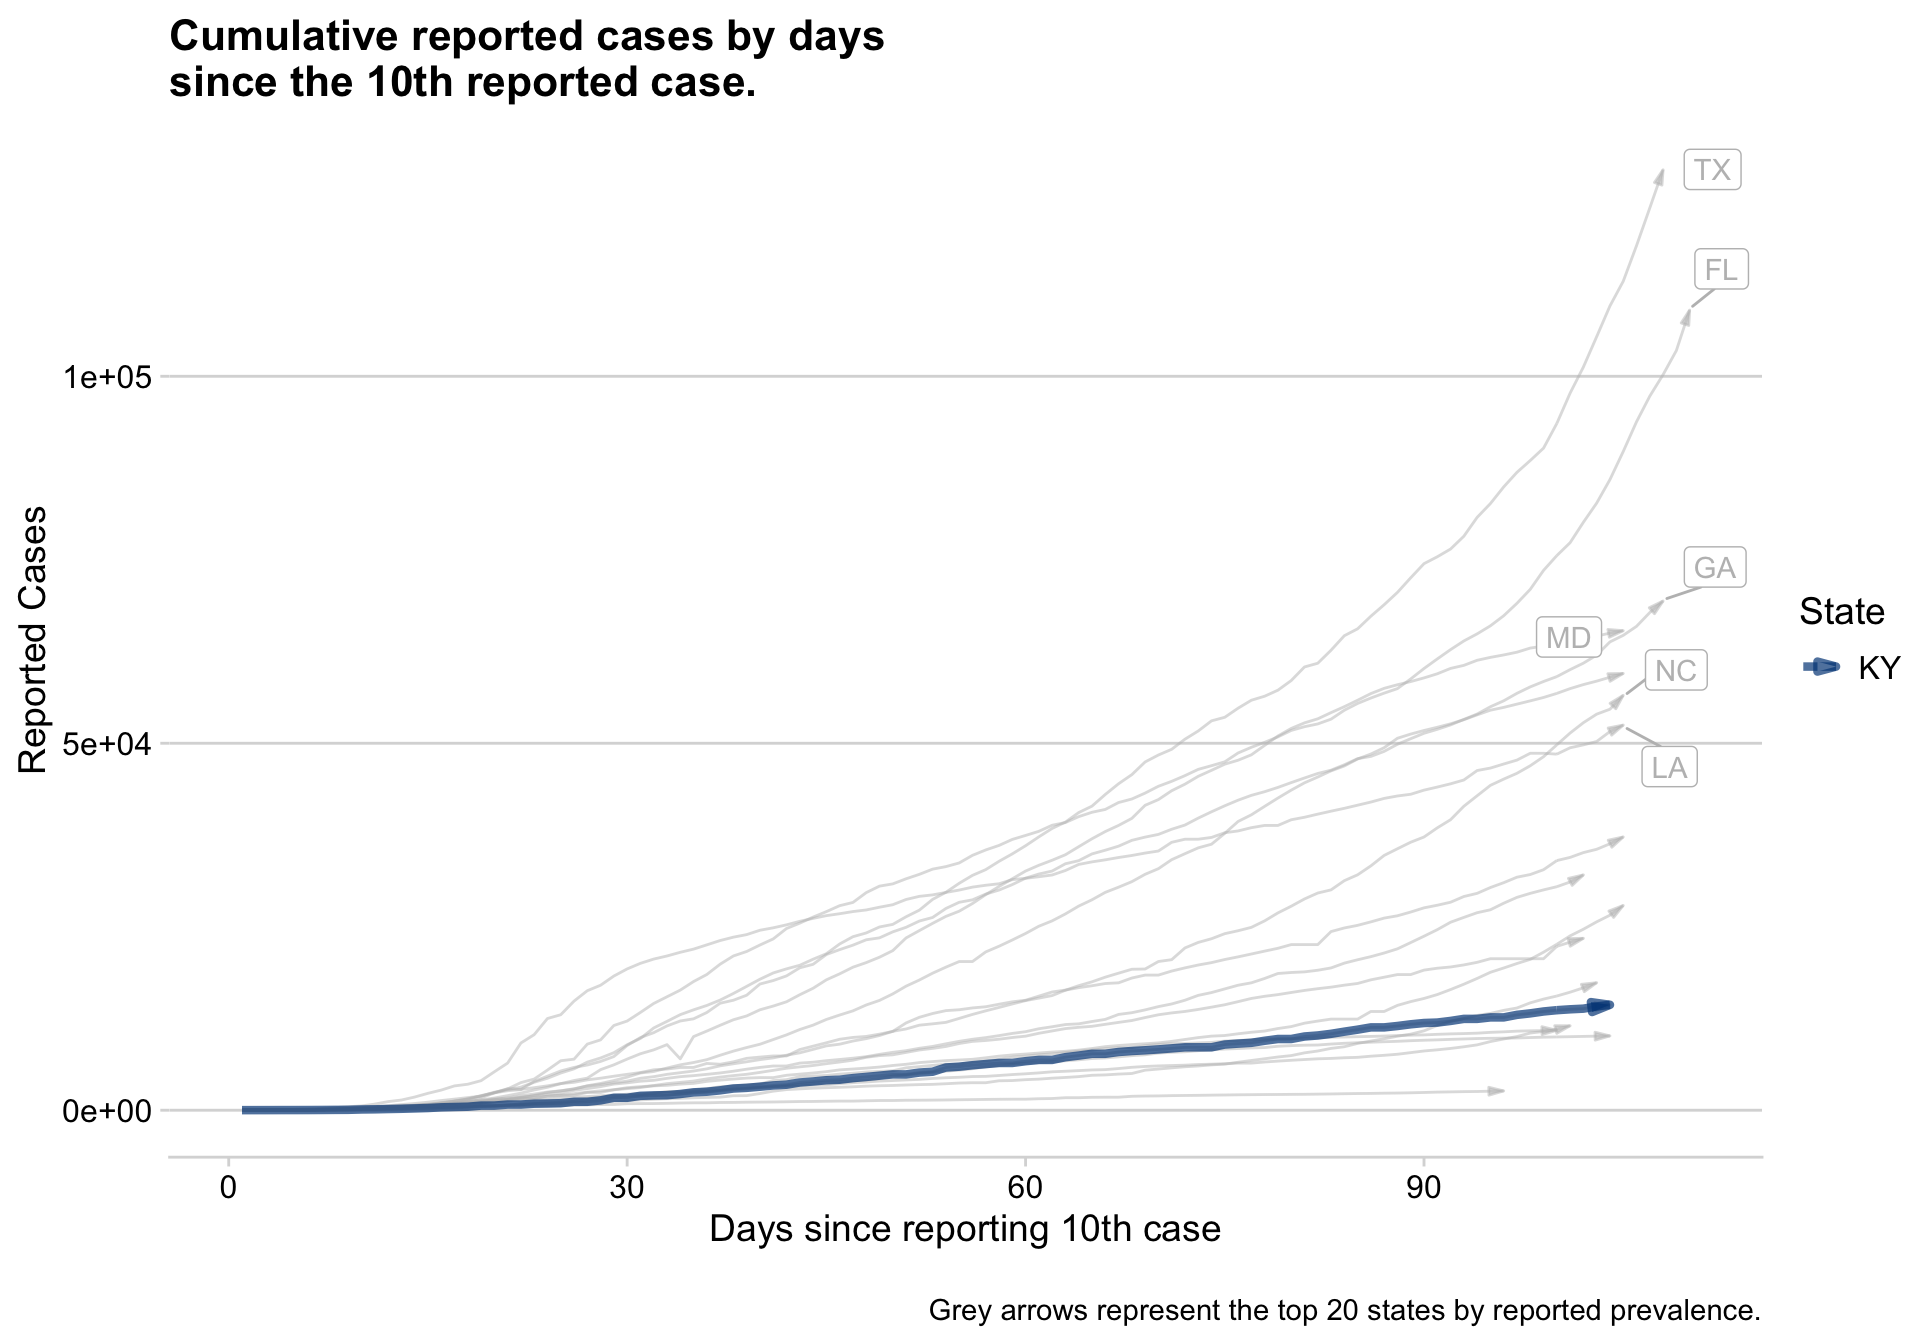 Cumulative reported cases by days
since the 10th reported case.
TX
FL
1e+05
GA
MD
NC
5e+04
LA
0e+00
Reported Cases
State
KY
0
30
60
90
Days since reporting 10th case
Grey arrows represent the top 20 states by reported prevalence.